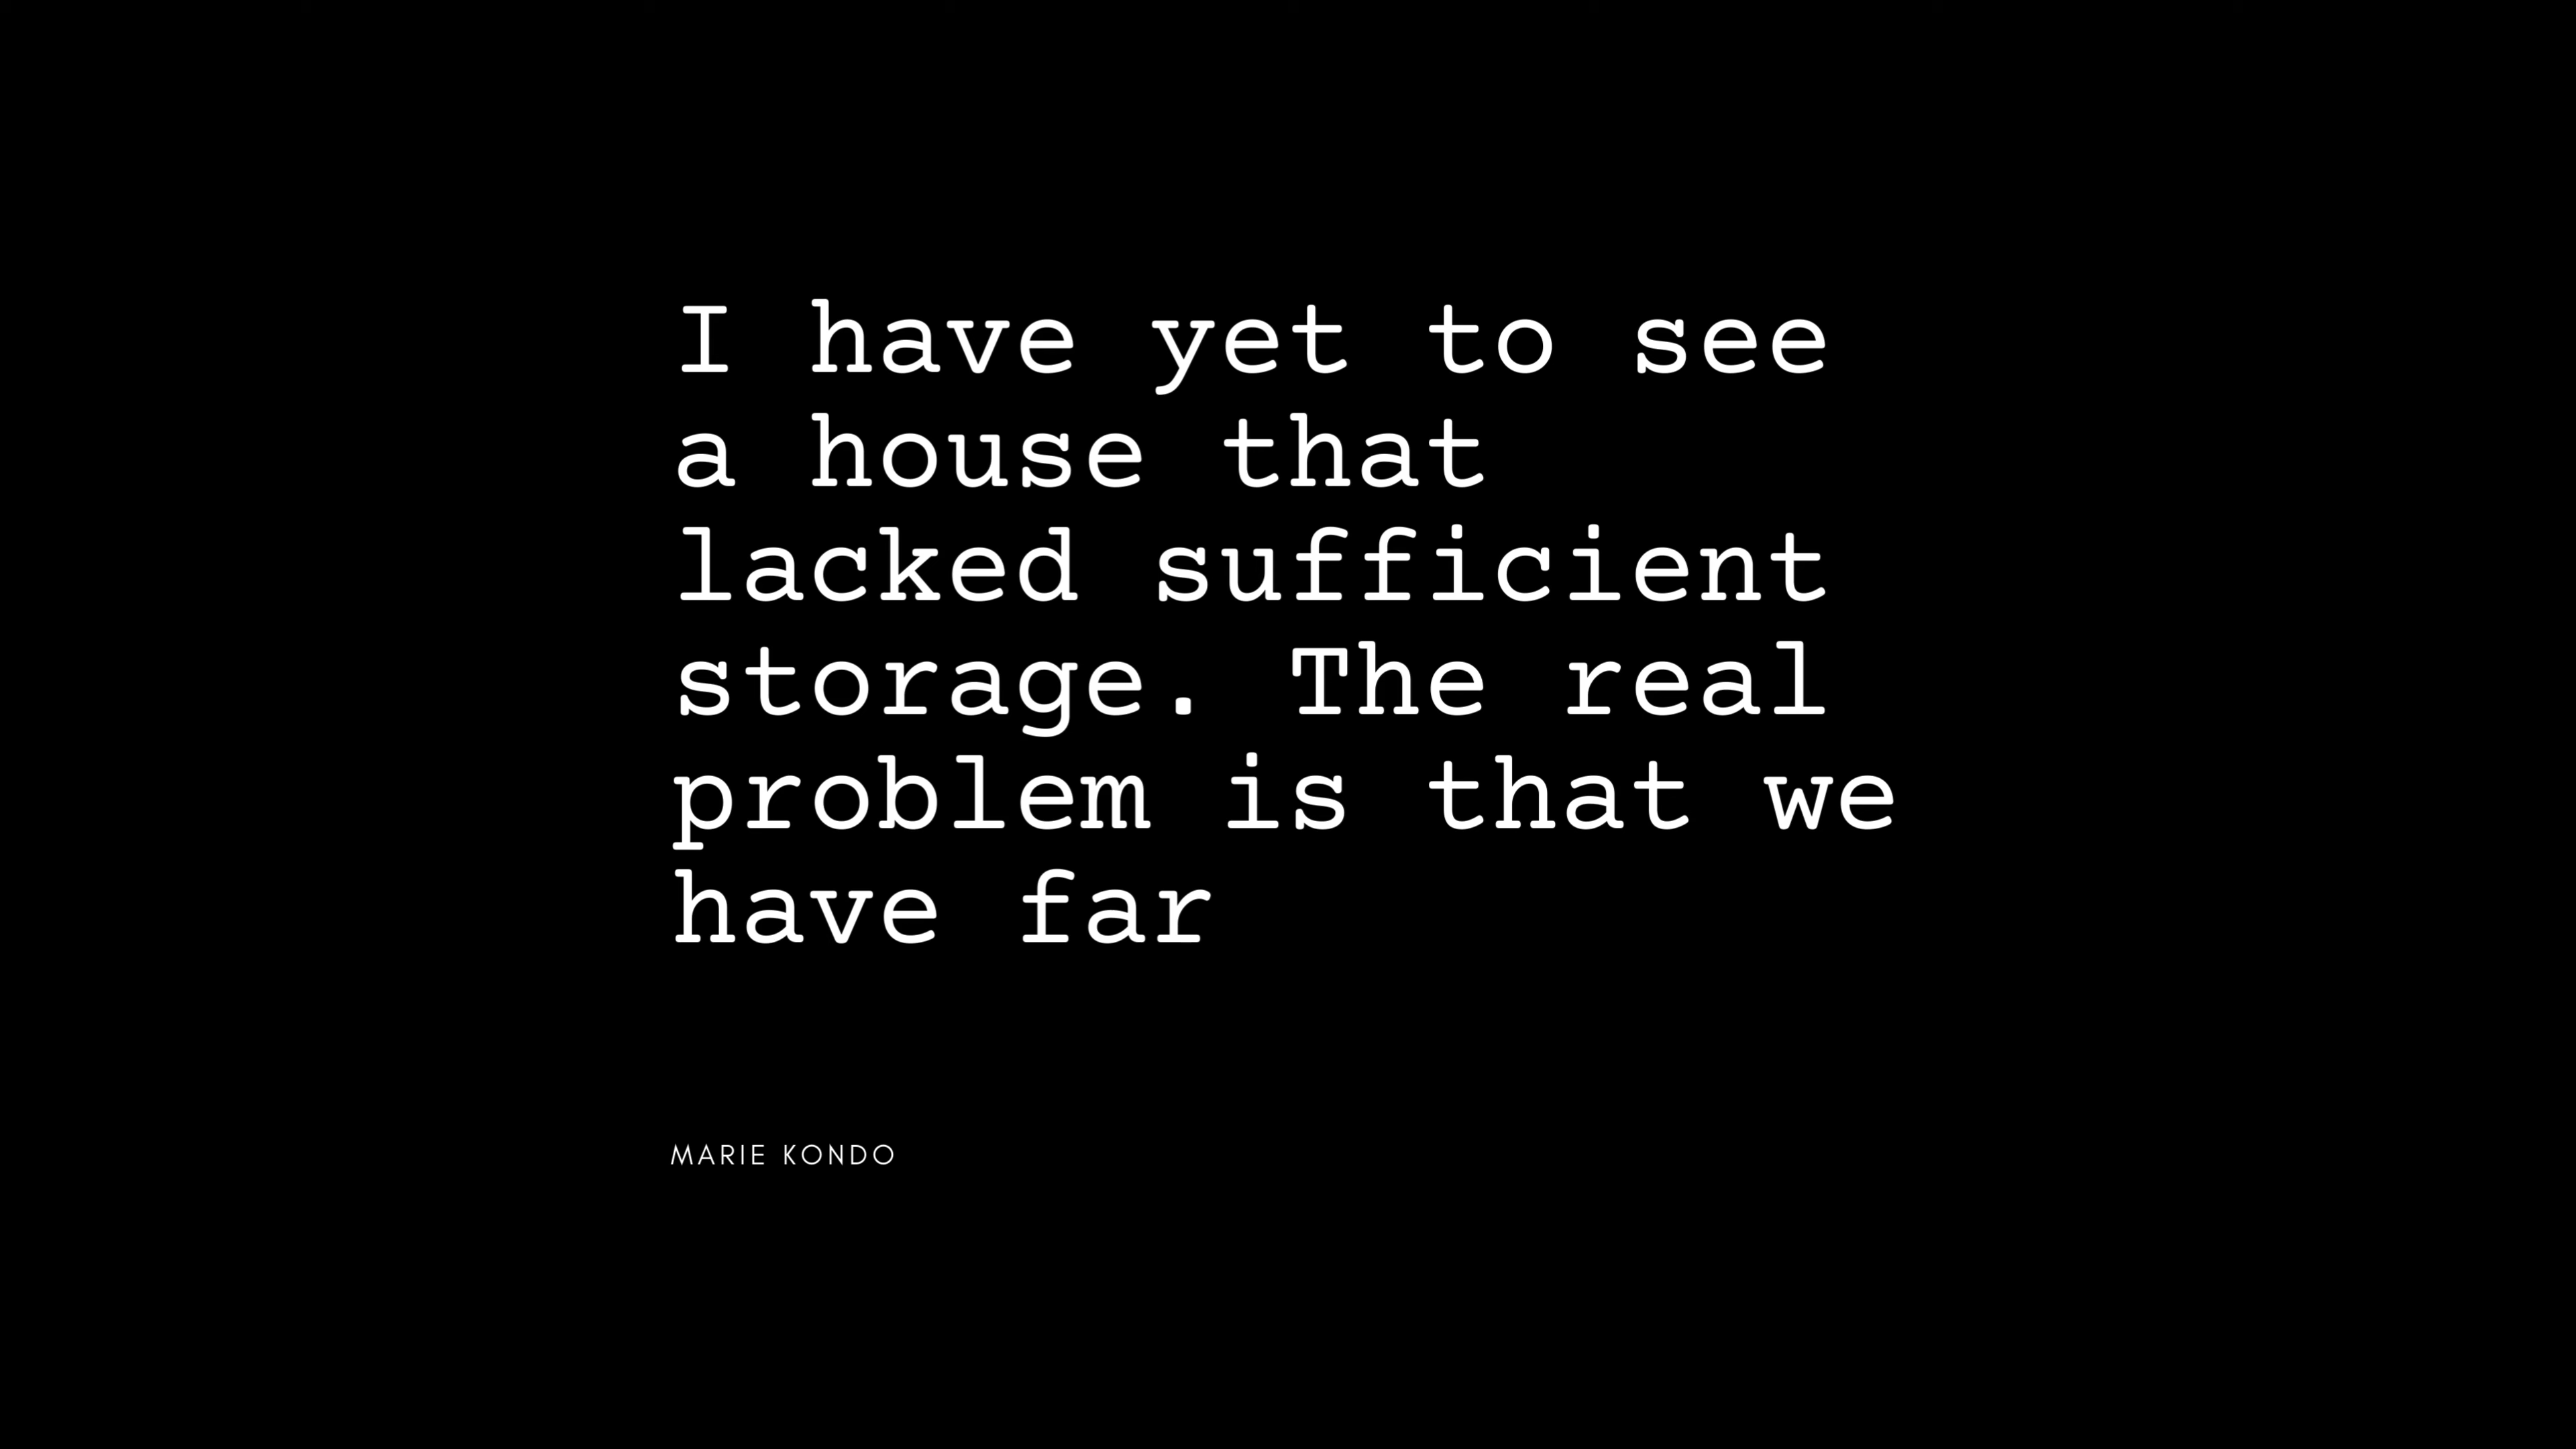 I have yet to see
a house that
lacked sufficient
storage. The real
problem is that we
have far
MARIE KONDO